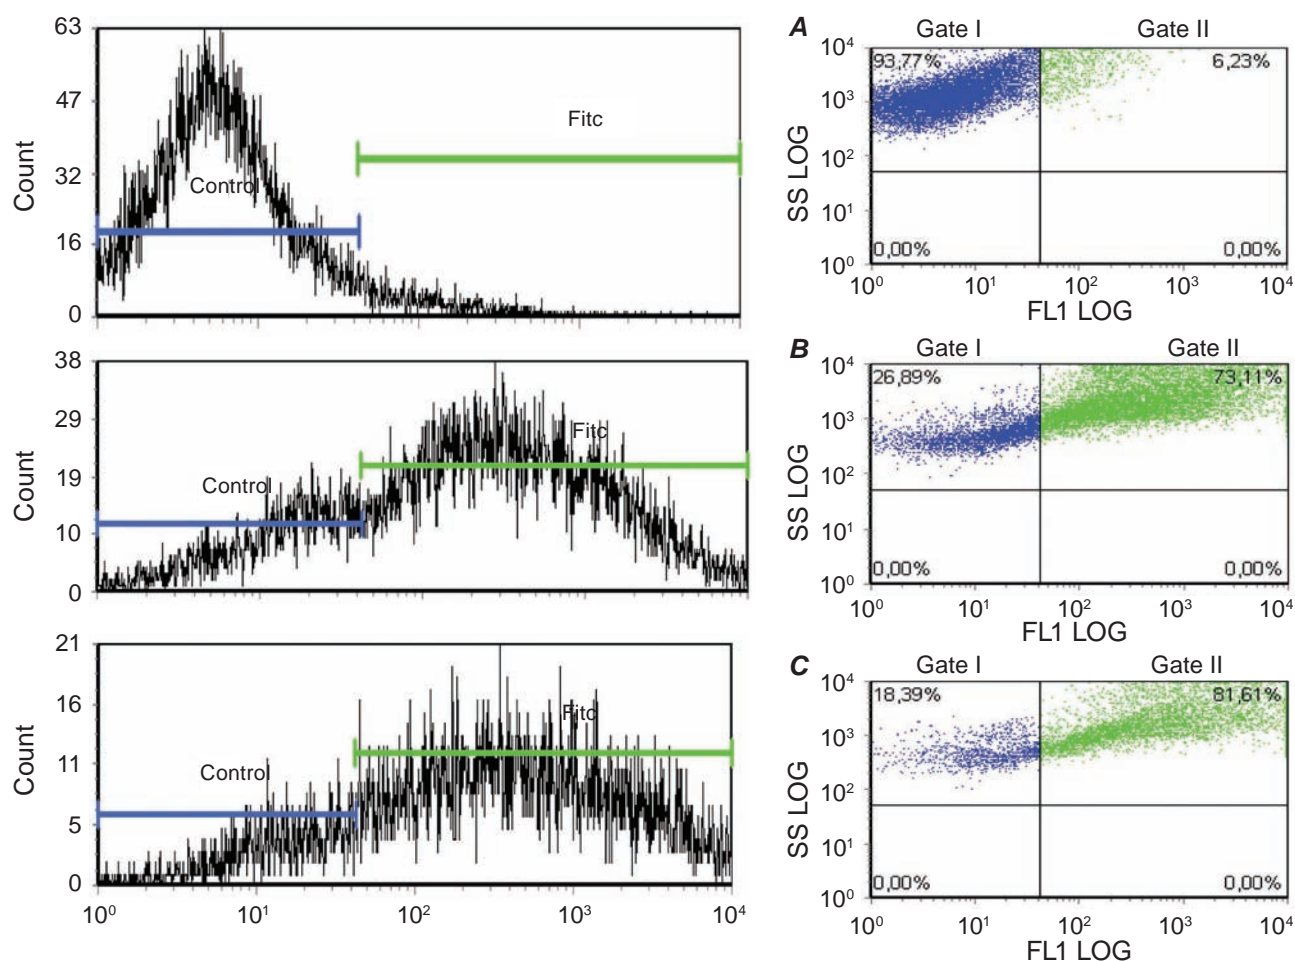 63
47
32
16
0
Count
Control
Fitc
38
29
19
10
0
Count
Control
Fitc
21
16
11
5
0
Count
Control
Fitc
10⁰ 10¹ 10² 10³ 10⁴
A
Gate I Gate II
93,77% 6,23%
0,00% 0,00%
10⁴
10³
10²
10¹
10⁰
SS LOG
10⁰ 10¹ 10² 10³ 10⁴
FL1 LOG
B
Gate I Gate II
26,89% 73,11%
0,00% 0,00%
10⁴
10³
10²
10¹
10⁰
SS LOG
10⁰ 10¹ 10² 10³ 10⁴
FL1 LOG
C
Gate I Gate II
18,39% 81,61%
0,00% 0,00%
10⁴
10³
10²
10¹
10⁰
SS LOG
10⁰ 10¹ 10² 10³ 10⁴
FL1 LOG